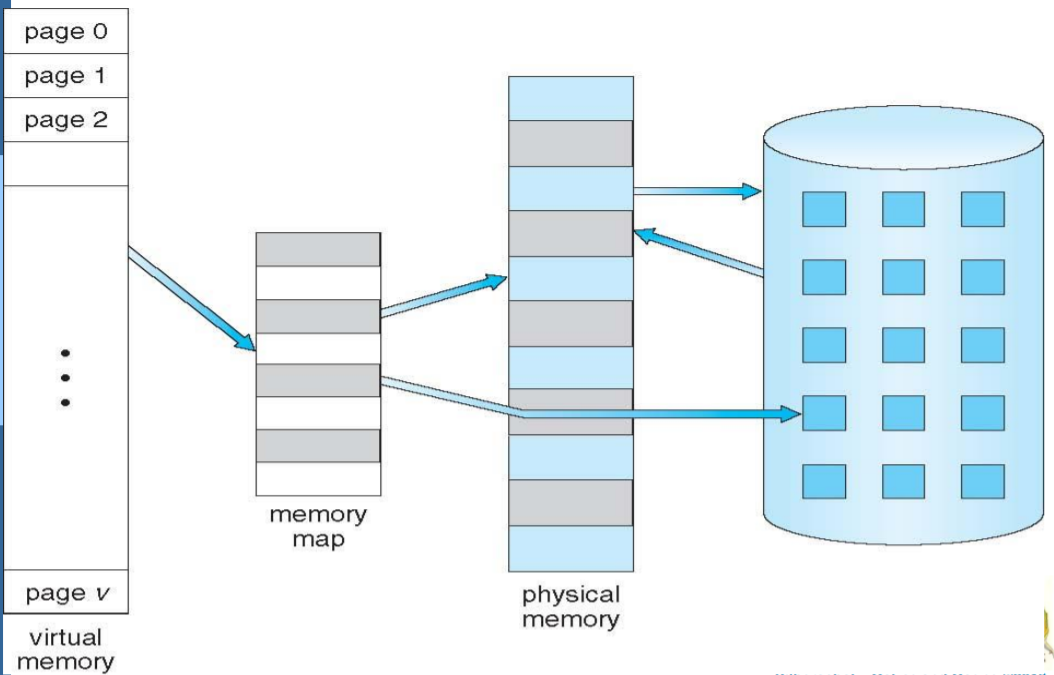 page 0
page 1
page 2
page v
virtual
memory
memory
map
physical
memory